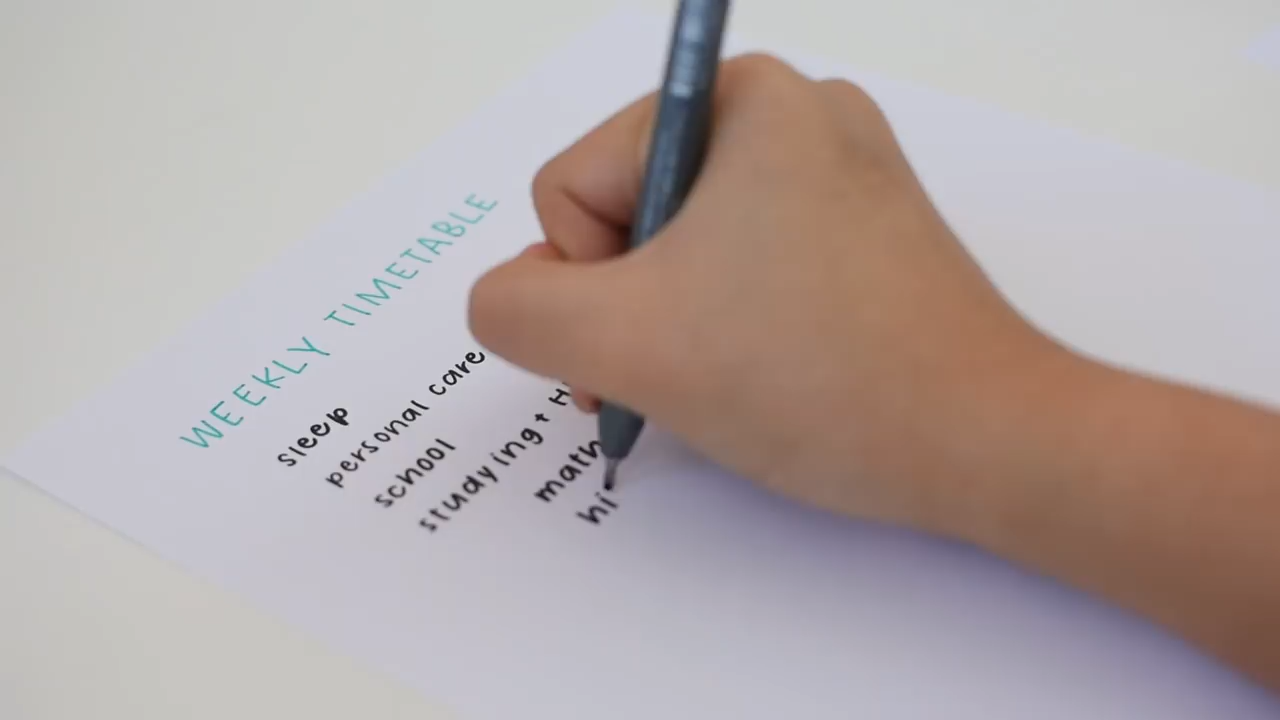 WEEKLY TIMETABLE
sleep
personal care
school
studying + H
math
hi